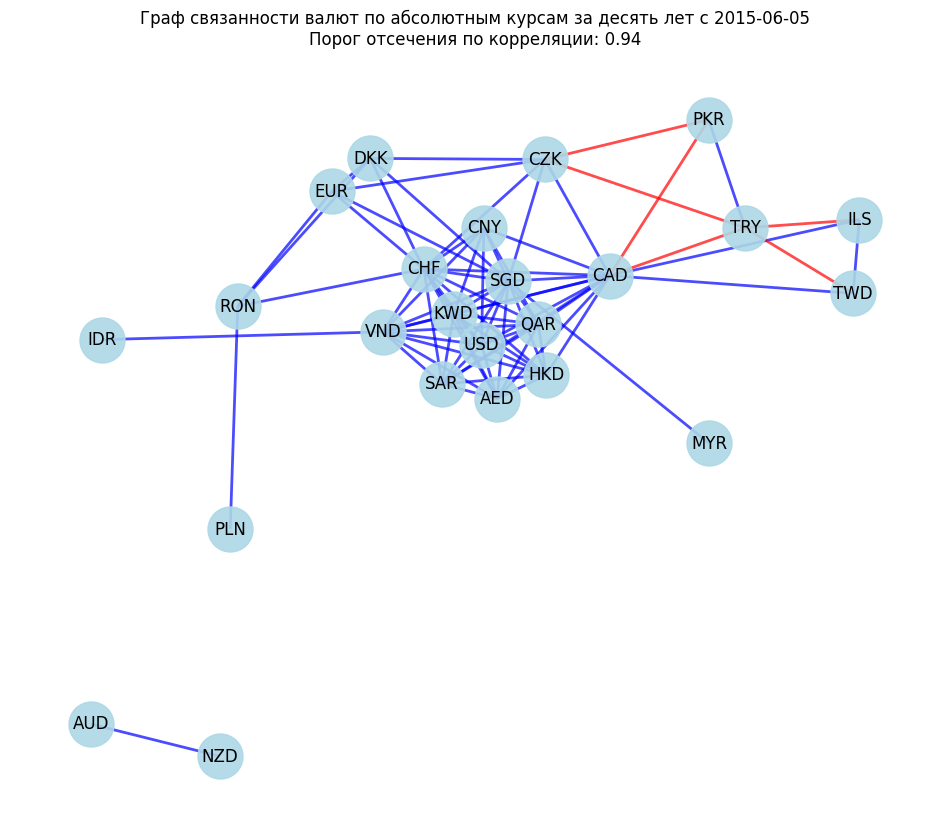 Граф связанности валют по абсолютным курсам за десять лет с 2015-06-05
Порог отсечения по корреляции: 0.94
PKR
DKK
CZK
EUR
ILS
CNY
TRY
CHF
SGD
CAD
TWD
RON
KWD
QAR
VND
IDR
USD
HKD
SAR
AED
MYR
PLN
AUD
NZD